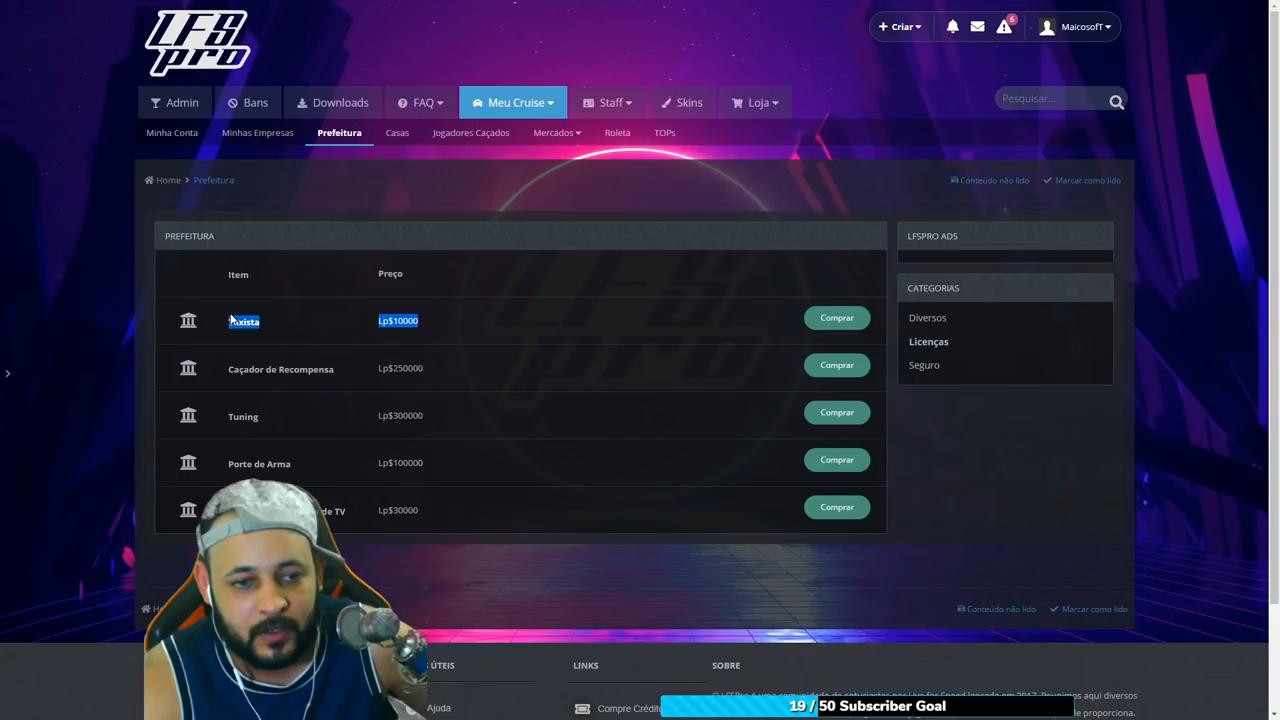 LFS
pro
Criar
6
MaicosofT
Admin
Bans
Downloads
FAQ
Meu Cruise
Staff
Skins
Loja
Pesquisar...
Minha Conta
Minhas Empresas
Prefeitura
Casas
Jogadores Caçados
Mercados
Roleta
TOPs
Home
Prefeitura
Conteúdo não lido
Marcar como lido
PREFEITURA
Item
Preço
Lp$10000
Comprar
Caçador de Recompensa
Lp$250000
Comprar
Tuning
Lp$300000
Comprar
Porte de Arma
Lp$100000
Comprar
de TV
Lp$30000
Comprar
LFSPRO ADS
CATEGORIAS
Diversos
Licenças
Seguro
Conteúdo não lido
Marcar como lido
ÚTEIS
Ajuda
LINKS
SOBRE
19 / 50 Subscriber Goal